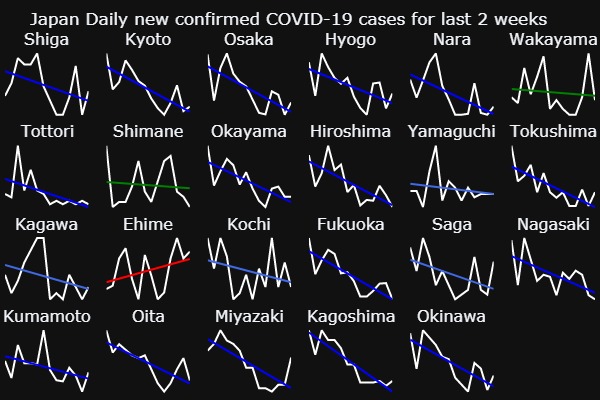 Japan Daily new confirmed COVID-19 cases for last 2 weeks
Shiga Kyoto Osaka Hyogo Nara Wakayama
Tottori Shimane Okayama Hiroshima Yamaguchi Tokushima
Kagawa Ehime Kochi Fukuoka Saga Nagasaki
Kumamoto Oita Miyazaki Kagoshima Okinawa